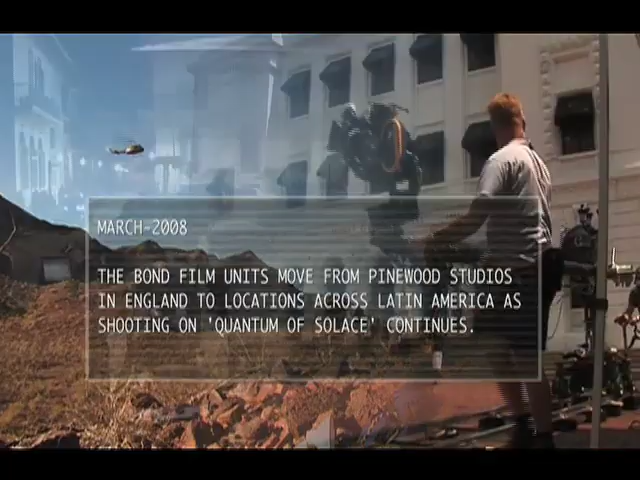 MARCH-2008
THE BOND FILM UNITS MOVE FROM PINEWOOD STUDIOS
IN ENGLAND TO LOCATIONS ACROSS LATIN AMERICA AS
SHOOTING ON 'QUANTUM OF SOLACE' CONTINUES.